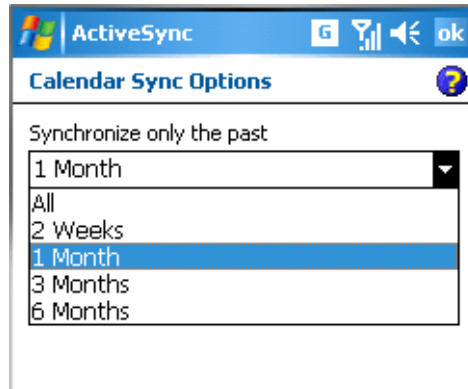 ActiveSync G ok
Calendar Sync Options ?
Synchronize only the past
1 Month
All
2 Weeks
1 Month
3 Months
6 Months